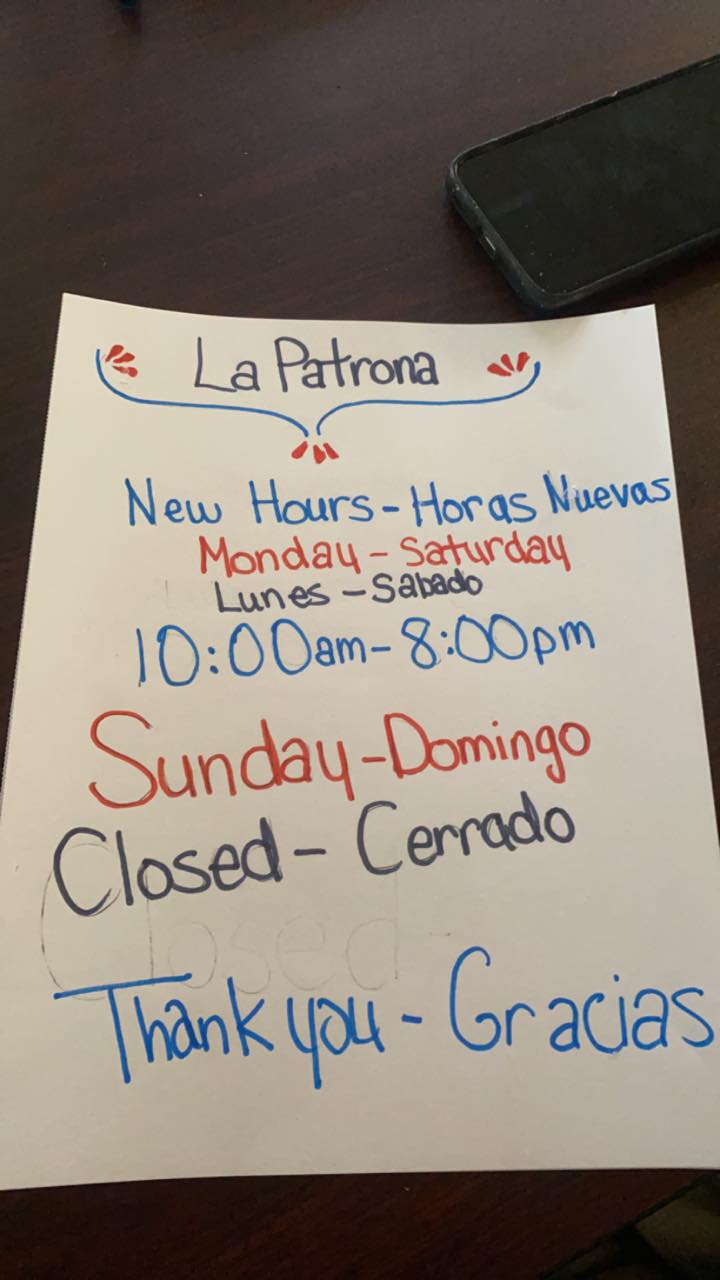 La Patrona
New Hours - Horas Nuevas
Monday - Saturday
Lunes - Sabado
10:00am - 8:00pm
Sunday - Domingo
Closed - Cerrado
Closed -
Thank you - Gracias